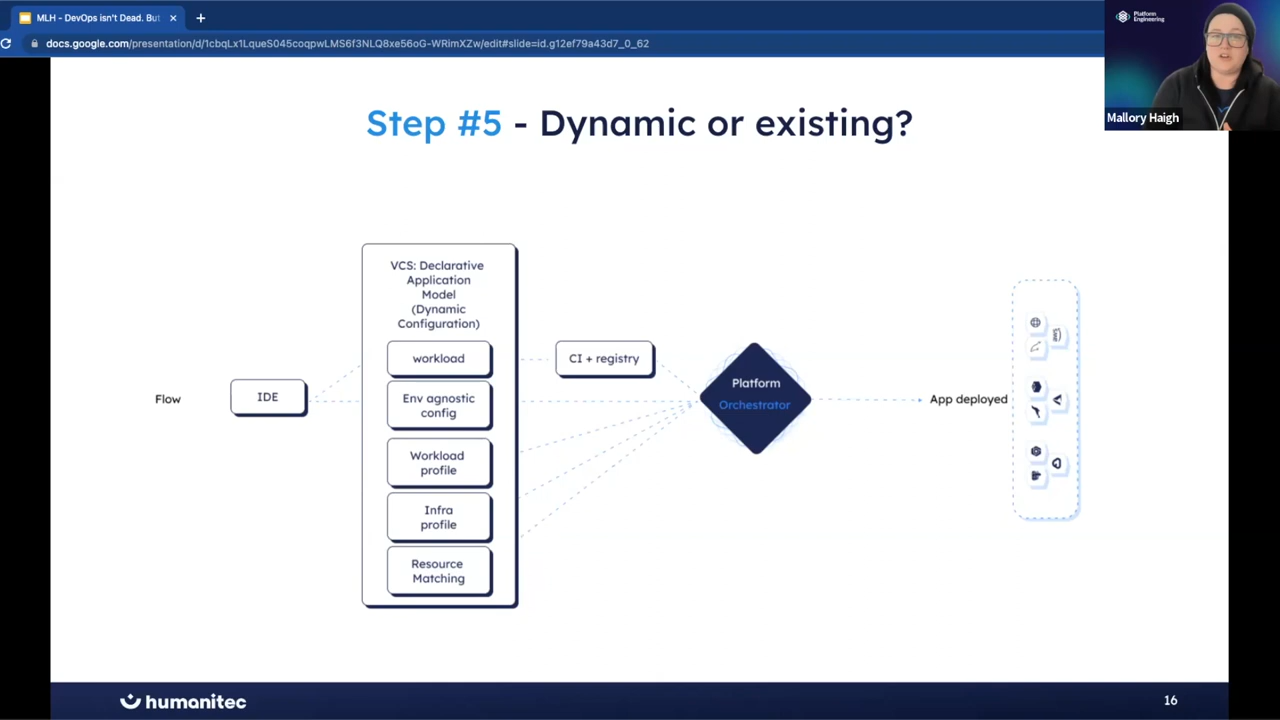 MLH - DevOps isn't Dead. But
docs.google.com/presentation/d/1cbqLx1LqueS045coqpwLMS6f3NLQ8xe56oG-WRimXZw/edit#slide=id.g12ef79a43d7_0_62
Platform
Engineering
Mallory Haigh
Step #5 - Dynamic or existing?
VCS: Declarative
Application
Model
(Dynamic
Configuration)
workload
CI + registry
Platform
Orchestrator
Flow
IDE
Env agnostic
config
App deployed
Workload
profile
Infra
profile
Resource
Matching
humanitec
16